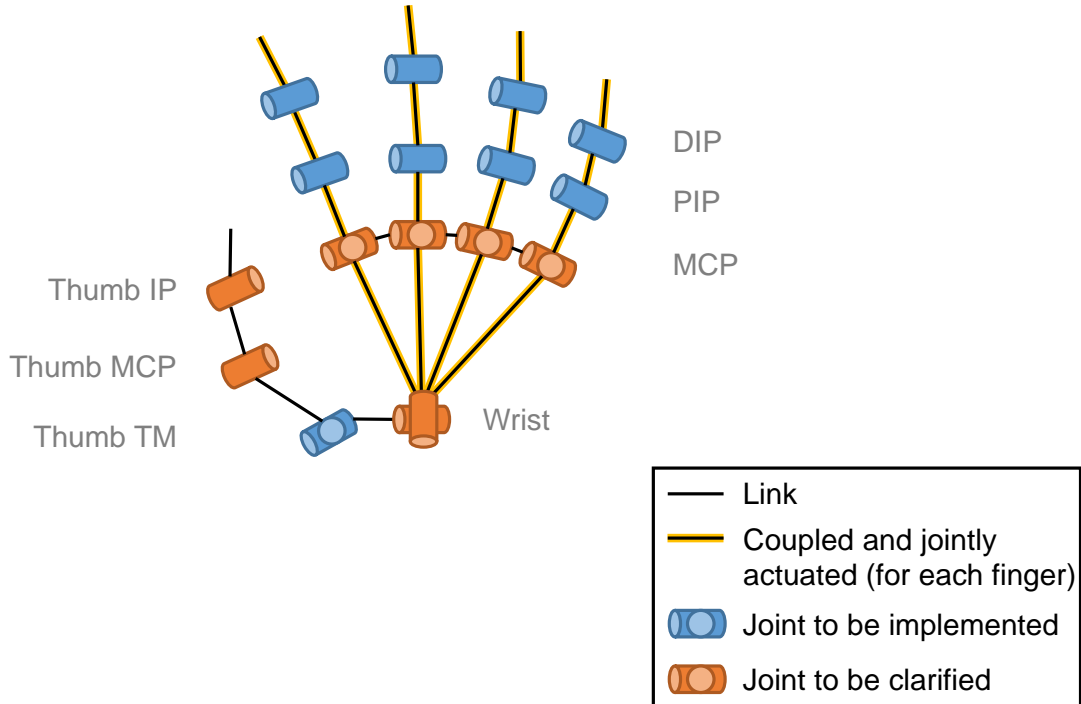 DIP
PIP
MCP
Thumb IP
Thumb MCP
Thumb TM
Wrist
Link
Coupled and jointly
actuated (for each finger)
Joint to be implemented
Joint to be clarified